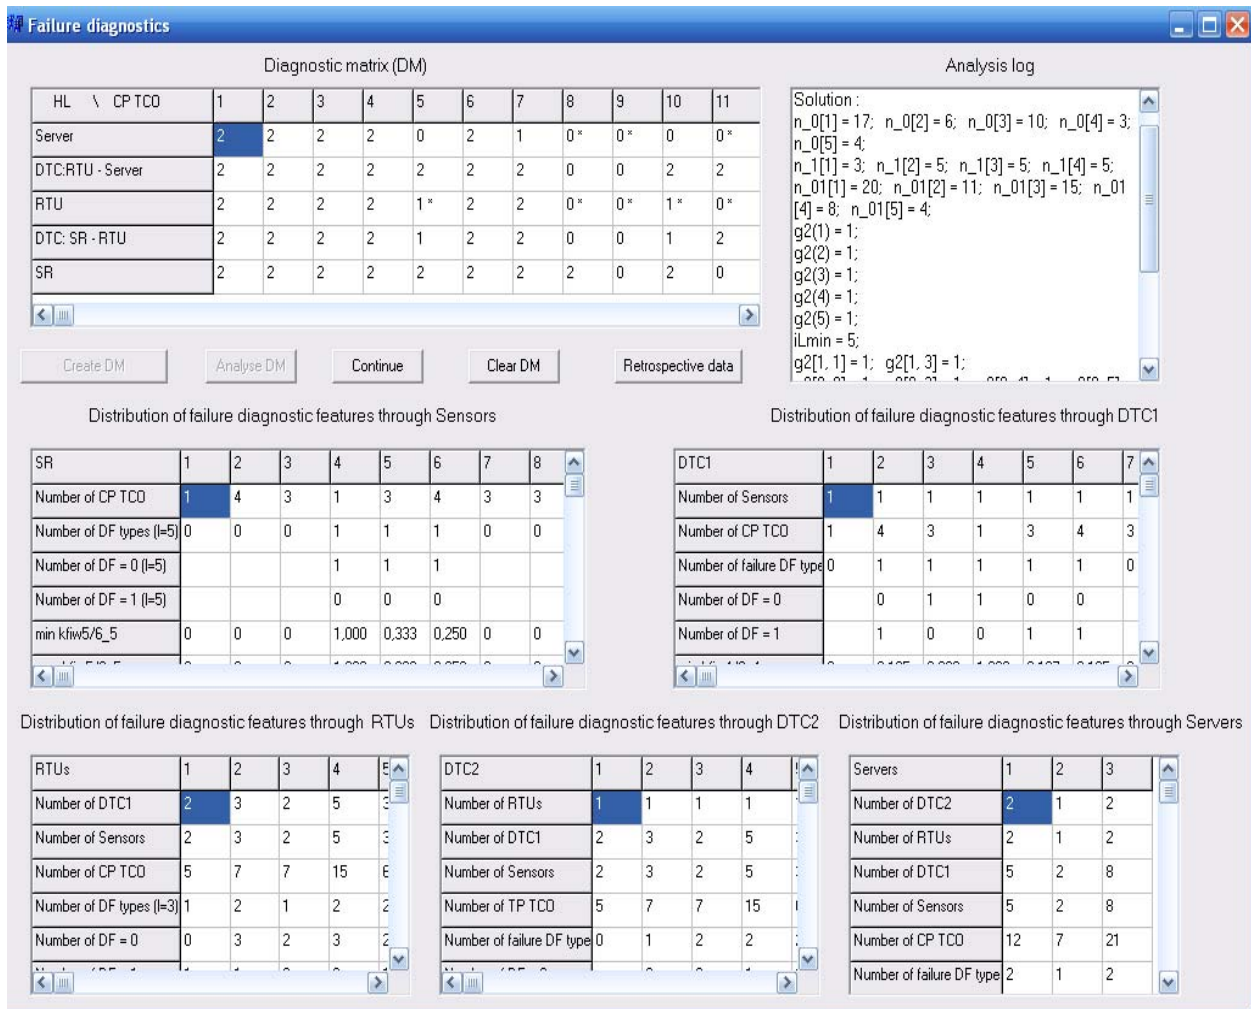 Failure diagnostics
Diagnostic matrix (DM)
HL \ CP TCO 1 2 3 4 5 6 7 8 9 10 11
Server 2 2 2 2 0 2 1 0* 0* 0 0*
DTC:RTU - Server 2 2 2 2 2 2 2 0 0 2 2
RTU 2 2 2 2 1* 2 2 0* 0* 1* 0*
DTC: SR - RTU 2 2 2 2 1 2 2 0 0 1 2
SR 2 2 2 2 2 2 2 2 0 2 0
Analysis log
Solution :
n_0[1] = 17; n_0[2] = 6; n_0[3] = 10; n_0[4] = 3;
n_0[5] = 4;
n_1[1] = 3; n_1[2] = 5; n_1[3] = 5; n_1[4] = 5;
n_01[1] = 20; n_01[2] = 11; n_01[3] = 15; n_01
[4] = 8; n_01[5] = 4;
g2(1) = 1;
g2(2) = 1;
g2(3) = 1;
g2(4) = 1;
g2(5) = 1;
iLmin = 5;
g2[1, 1] = 1; g2[1, 3] = 1;
Create DM Analyse DM Continue Clear DM Retrospective data
Distribution of failure diagnostic features through Sensors
SR 1 2 3 4 5 6 7 8
Number of CP TCO 1 4 3 1 3 4 3 3
Number of DF types (l=5) 0 0 0 1 1 1 0 0
Number of DF = 0 (l=5) 1 1 1
Number of DF = 1 (l=5) 0 0 0
min kfiw5/6_5 0 0 0 1,000 0,333 0,250 0 0
Distribution of failure diagnostic features through DTC1
DTC1 1 2 3 4 5 6 7
Number of Sensors 1 1 1 1 1 1 1
Number of CP TCO 1 4 3 1 3 4 3
Number of failure DF type 0 1 1 1 1 1 0
Number of DF = 0 0 1 1 0 0
Number of DF = 1 1 0 0 1 1
Distribution of failure diagnostic features through RTUs
RTUs 1 2 3 4 5
Number of DTC1 2 3 2 5
Number of Sensors 2 3 2 5
Number of CP TCO 5 7 7 15
Number of DF types (l=3) 1 2 1 2
Number of DF = 0 0 3 2 3
Distribution of failure diagnostic features through DTC2
DTC2 1 2 3 4
Number of RTUs 1 1 1 1
Number of DTC1 2 3 2 5
Number of Sensors 2 3 2 5
Number of TP TCO 5 7 7 15
Number of failure DF type 0 1 2 2
Distribution of failure diagnostic features through Servers
Servers 1 2 3
Number of DTC2 2 1 2
Number of RTUs 2 1 2
Number of DTC1 5 2 8
Number of Sensors 5 2 8
Number of CP TCO 12 7 21
Number of failure DF type 2 1 2